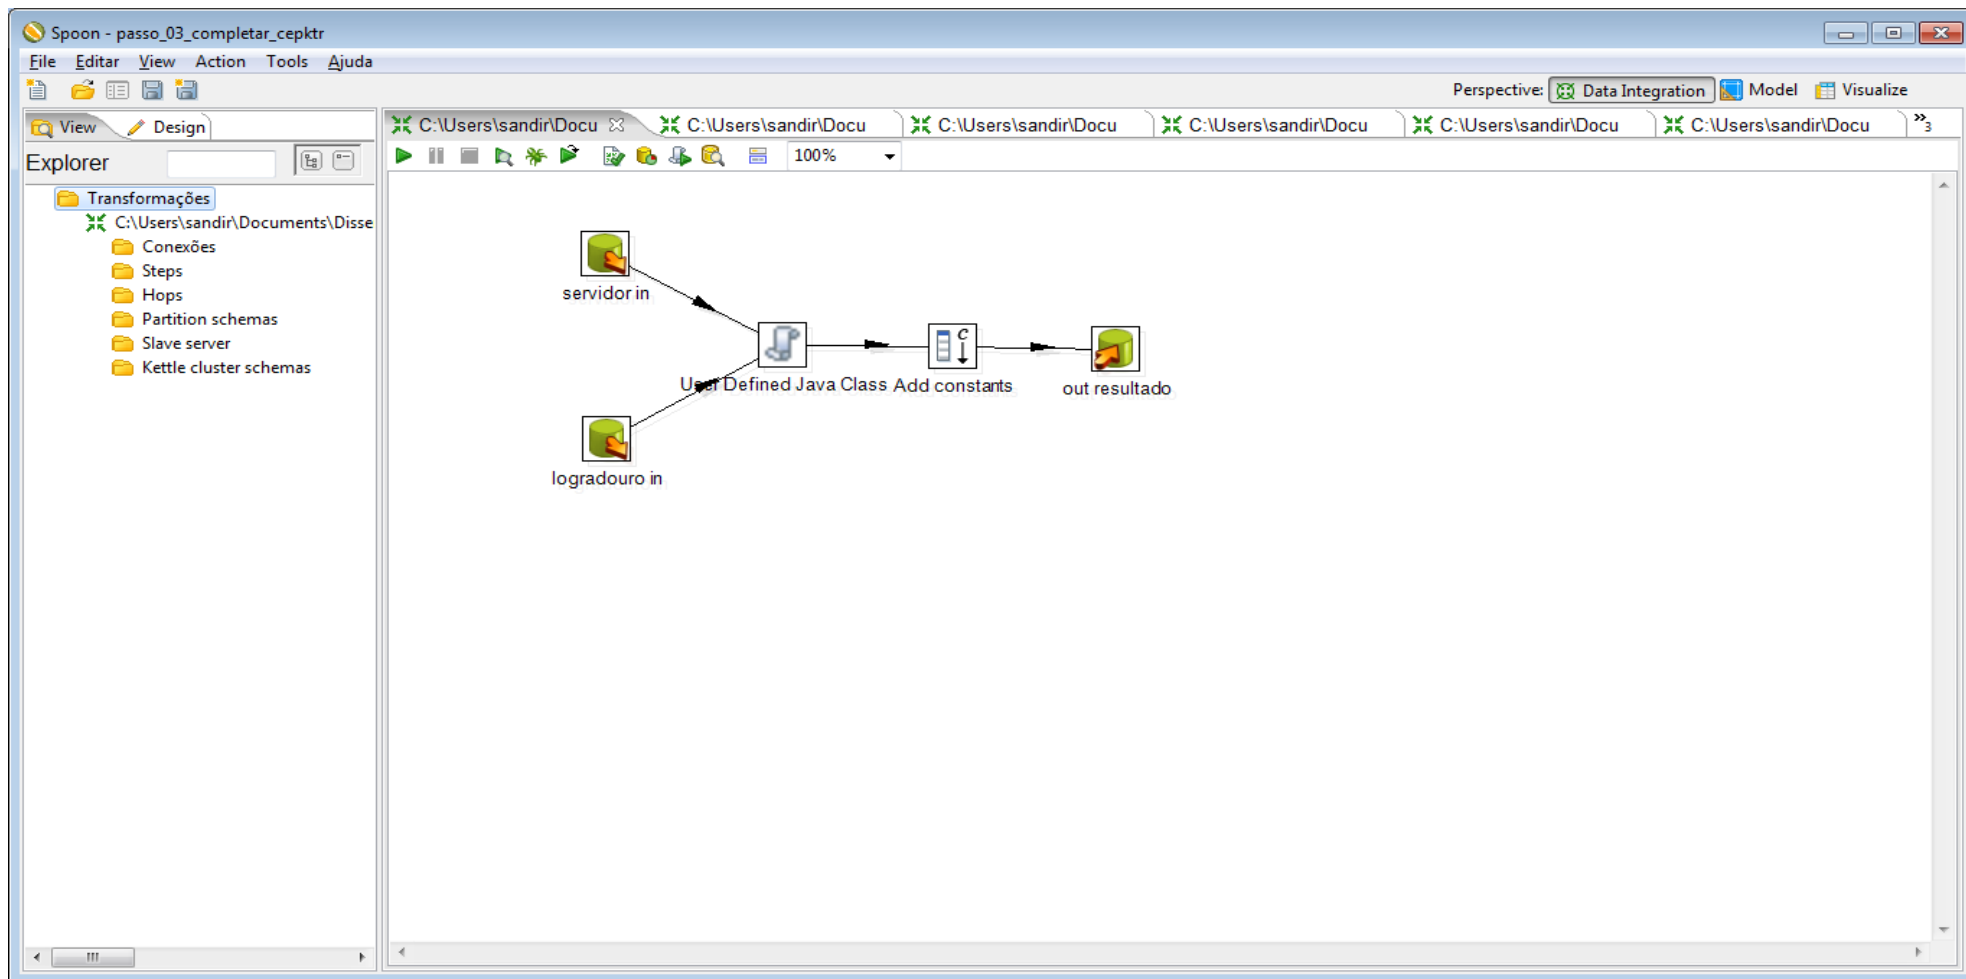 Spoon - passo_03_completar_cepktr
File Editar View Action Tools Ajuda
Perspective: Data Integration Model Visualize
View Design
C:\Users\sandir\Docu C:\Users\sandir\Docu C:\Users\sandir\Docu C:\Users\sandir\Docu C:\Users\sandir\Docu C:\Users\sandir\Docu »3
Explorer
100%
Transformações
C:\Users\sandir\Documents\Disse
Conexões
Steps
Hops
Partition schemas
Slave server
Kettle cluster schemas
servidor in
User Defined Java Class
Add constants
out resultado
logradouro in